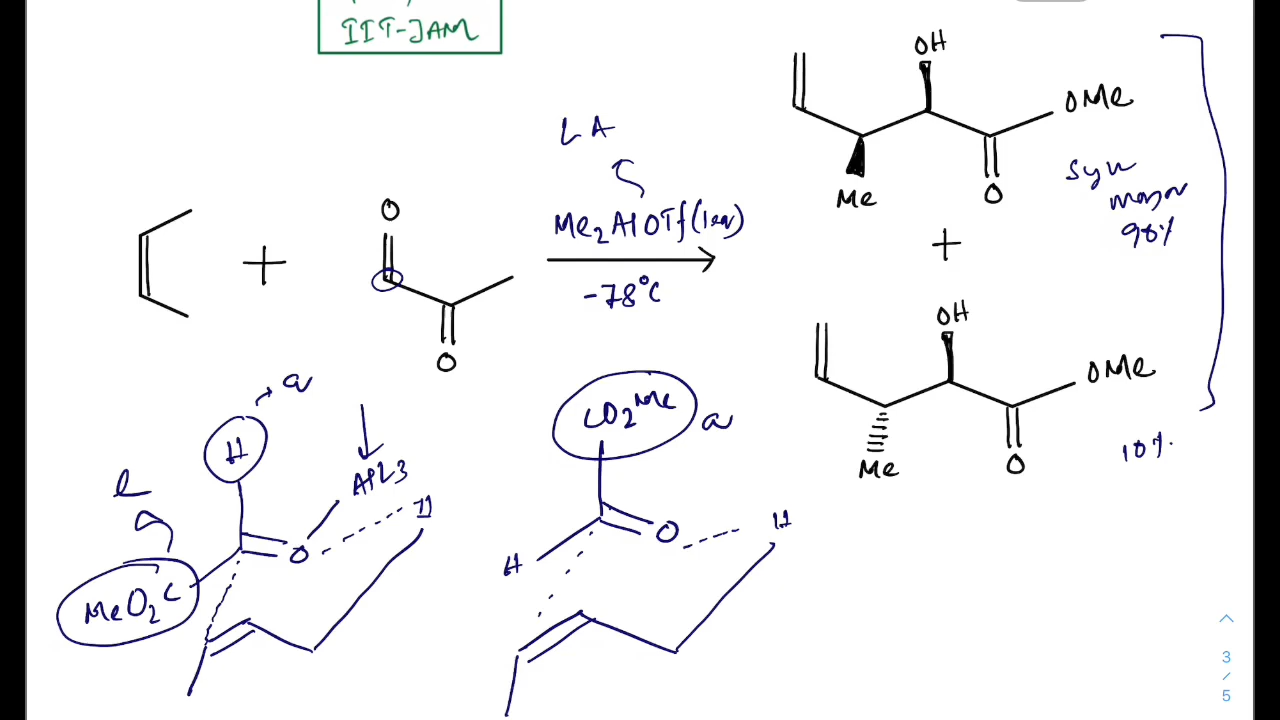 IIT-JAM
OH
OMe
Me
O
Syn
major
90%
LA
Me2AlOTf(1eq)
-78°C
O
O
+
+
OH
OMe
Me
O
10%
H
a
e
MeO2C
O
H
CO2Me
a
H
O
H
3
/
5